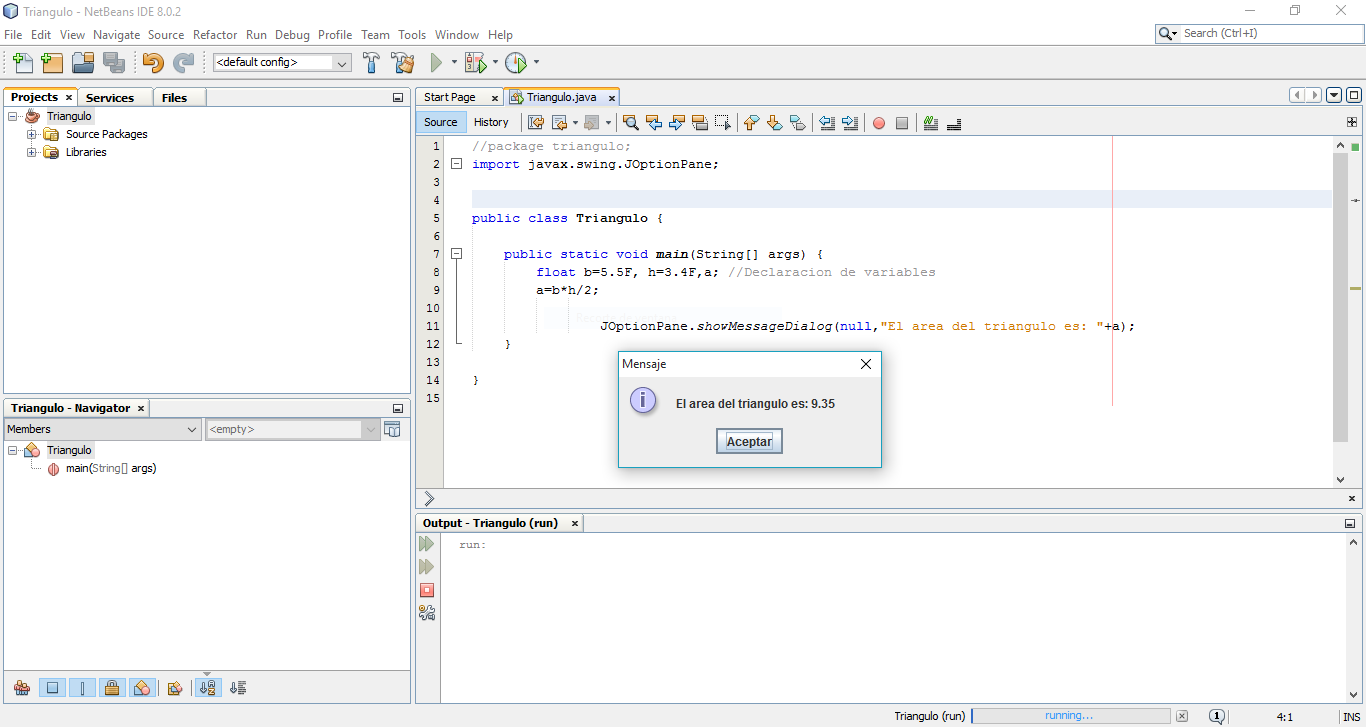 Triangulo - NetBeans IDE 8.0.2
File Edit View Navigate Source Refactor Run Debug Profile Team Tools Window Help
Search (Ctrl+I)
<default config>
Projects
Services
Files
Triangulo
Source Packages
Libraries
Start Page
Triangulo.java
Source
History
1 //package triangulo;
2 import javax.swing.JOptionPane;
3
4
5 public class Triangulo {
6
7 public static void main(String[] args) {
8 float b=5.5F, h=3.4F,a; //Declaracion de variables
9 a=b*h/2;
10
11 JOptionPane.showMessageDialog(null,"El area del triangulo es: "+a);
12 }
13
14 }
15
Mensaje
El area del triangulo es: 9.35
Aceptar
Triangulo - Navigator
Members
<empty>
Triangulo
main(String[] args)
Output - Triangulo (run)
run:
Triangulo (run)
running...
1
4:1
INS